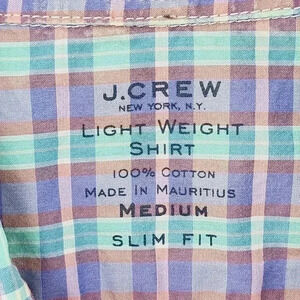 J.CREW
NEW YORK, N.Y.
LIGHT WEIGHT
SHIRT
100% COTTON
MADE IN MAURITIUS
MEDIUM
SLIM FIT